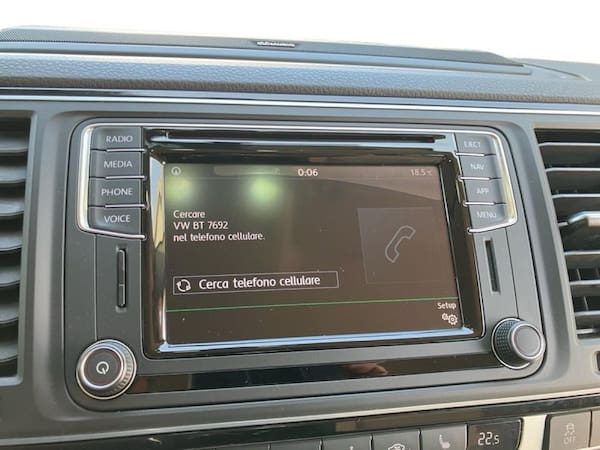 RADIO
MEDIA
PHONE
VOICE
EJECT
NAV
APP
MENU
0:06
18.5°C
Cercare
VW BT 7692
nel telefono cellulare.
Cerca telefono cellulare
Setup
22.5
OFF